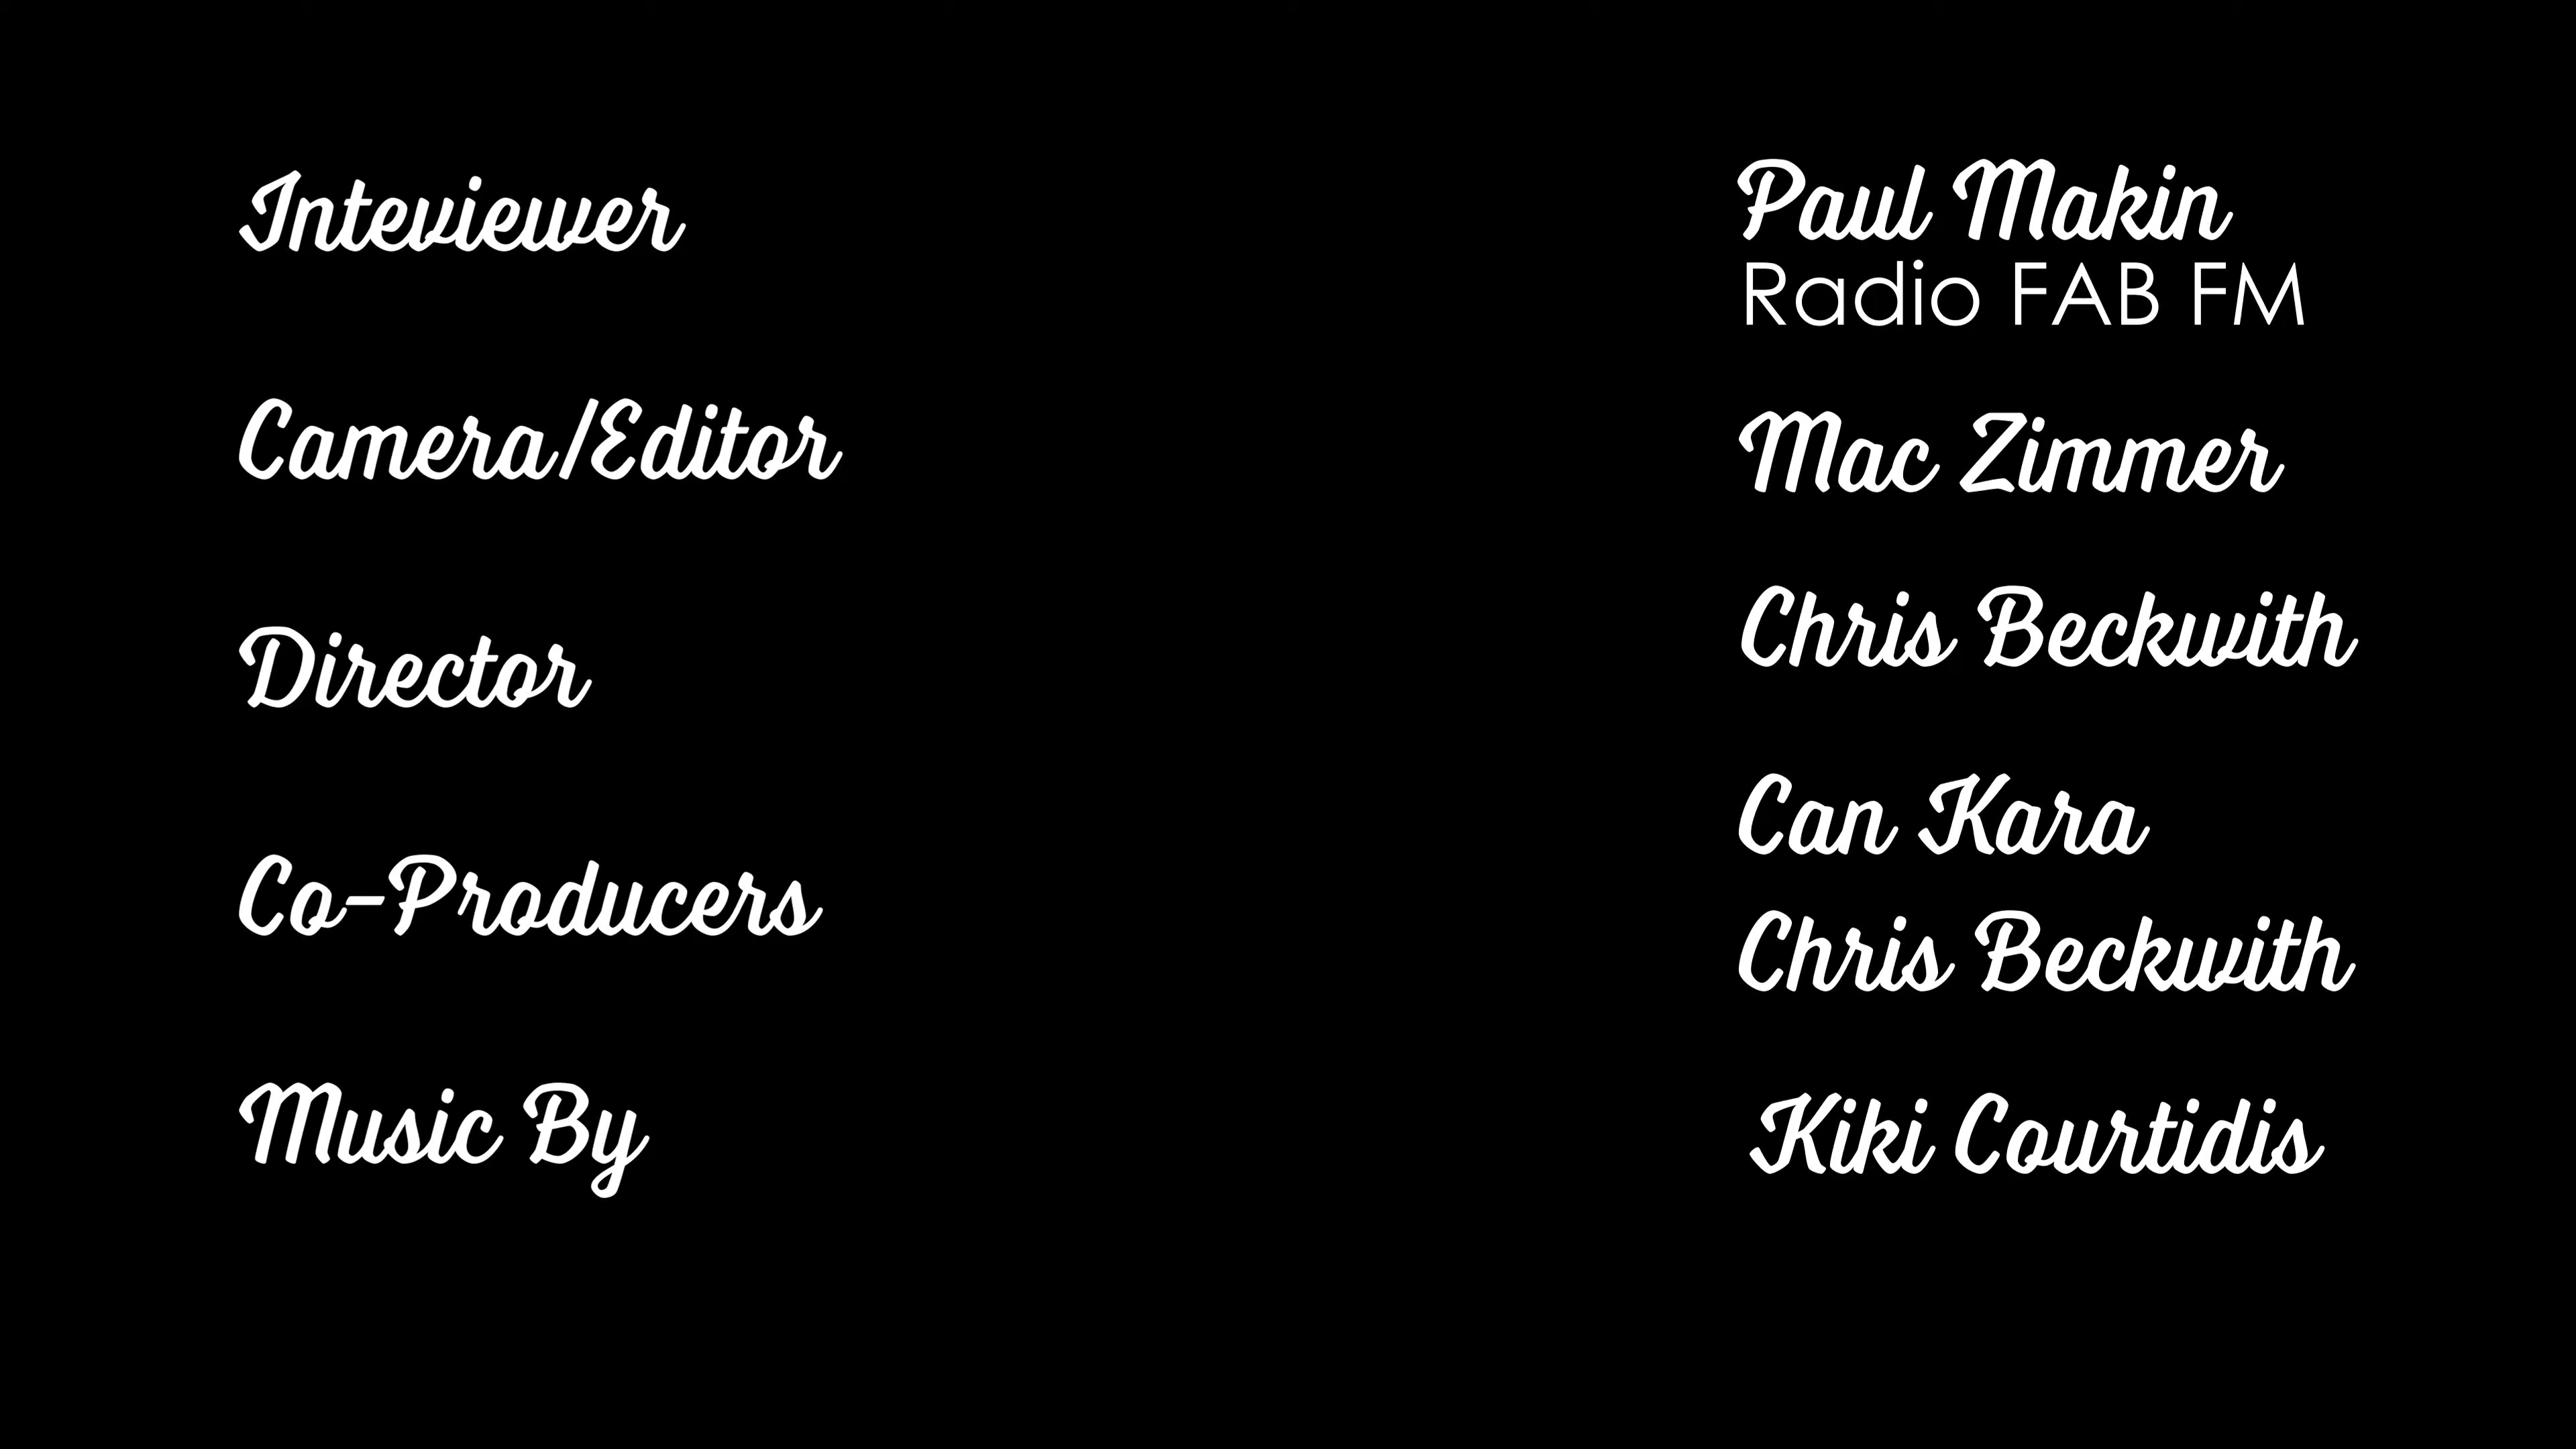 Inteviewer
Paul Makin
Radio FAB FM
Camera/Editor
Mac Zimmer
Director
Chris Beckwith
Co-Producers
Can Kara
Chris Beckwith
Music By
Kiki Courtidis